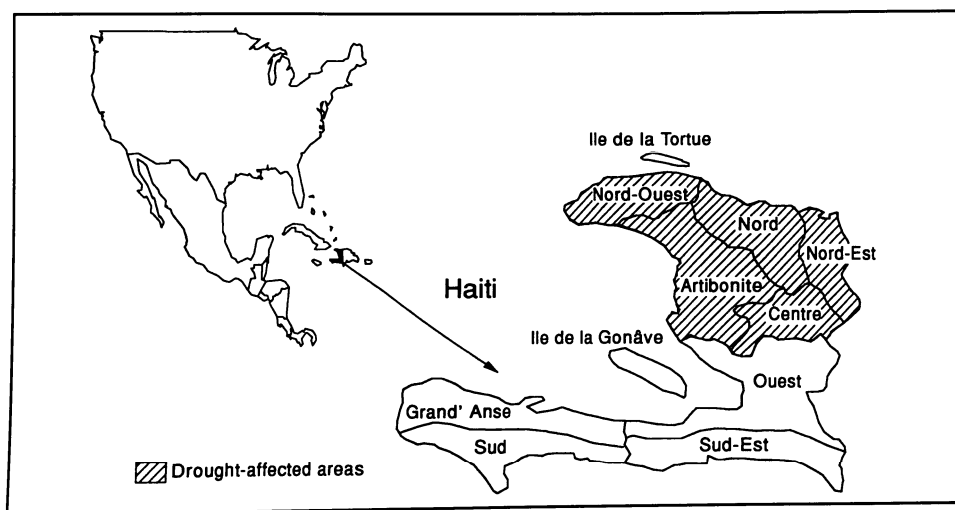 Ile de la Tortue
Nord-Ouest
Nord
Nord-Est
Haiti
Artibonite
Centre
Ile de la Gonâve
Ouest
Grand' Anse
Sud
Sud-Est
Drought-affected areas